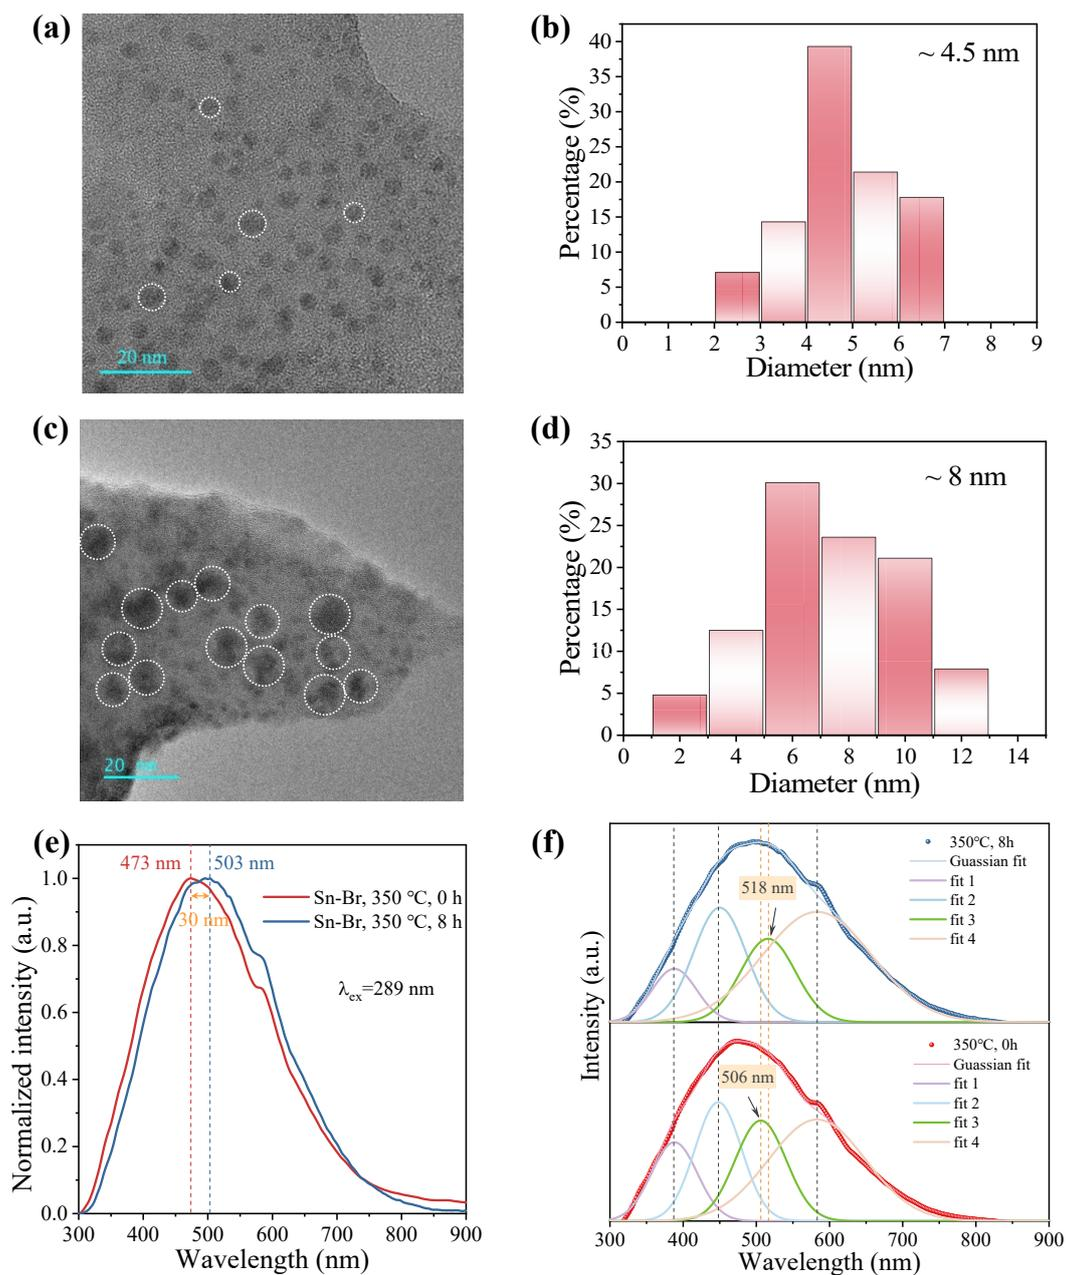 (a)
20 nm
(b)
~ 4.5 nm
Percentage (%)
40
35
30
25
20
15
10
5
0
0 1 2 3 4 5 6 7 8 9
Diameter (nm)
(c)
20 nm
(d)
~ 8 nm
Percentage (%)
35
30
25
20
15
10
5
0
0 2 4 6 8 10 12 14
Diameter (nm)
(e)
473 nm
503 nm
30 nm
Sn-Br, 350 ℃, 0 h
Sn-Br, 350 ℃, 8 h
λex=289 nm
Normalized intensity (a.u.)
1.0
0.8
0.6
0.4
0.2
0.0
300 400 500 600 700 800 900
Wavelength (nm)
(f)
350℃, 8h
Guassian fit
fit 1
fit 2
fit 3
fit 4
518 nm
350℃, 0h
Guassian fit
fit 1
fit 2
fit 3
fit 4
506 nm
Intensity (a.u.)
300 400 500 600 700 800 900
Wavelength (nm)